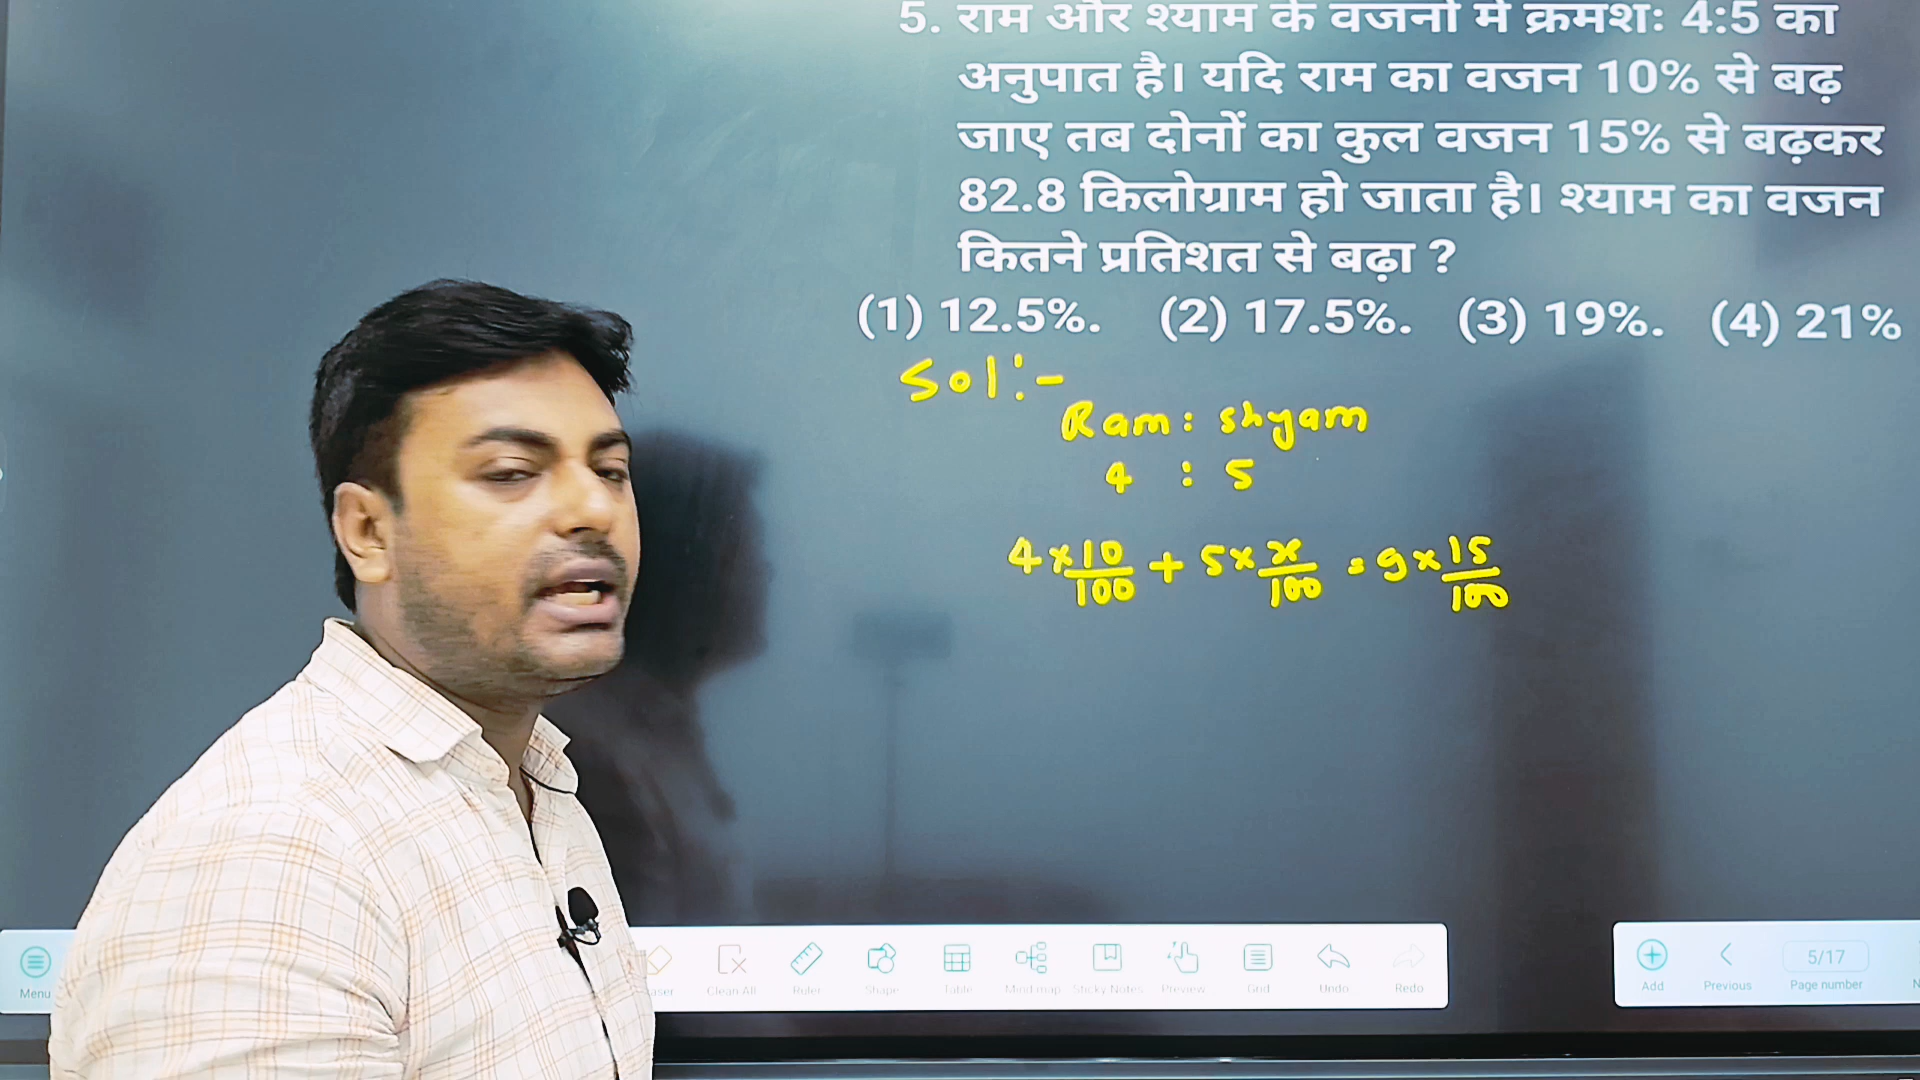 5. राम और श्याम के वजनों में क्रमशः 4:5 का
अनुपात है। यदि राम का वजन 10% से बढ़
जाए तब दोनों का कुल वजन 15% से बढ़कर
82.8 किलोग्राम हो जाता है। श्याम का वजन
कितने प्रतिशत से बढ़ा ?
(1) 12.5%. (2) 17.5%. (3) 19%. (4) 21%
Sol:-
Ram : shyam
4 : 5
4 × 10/100 + 5 × x/100 = 9 × 15/100
Menu Clean All Ruler Shape Table Mind map Sticky Notes Preview Grid Undo Redo
Add Previous 5/17 Page number